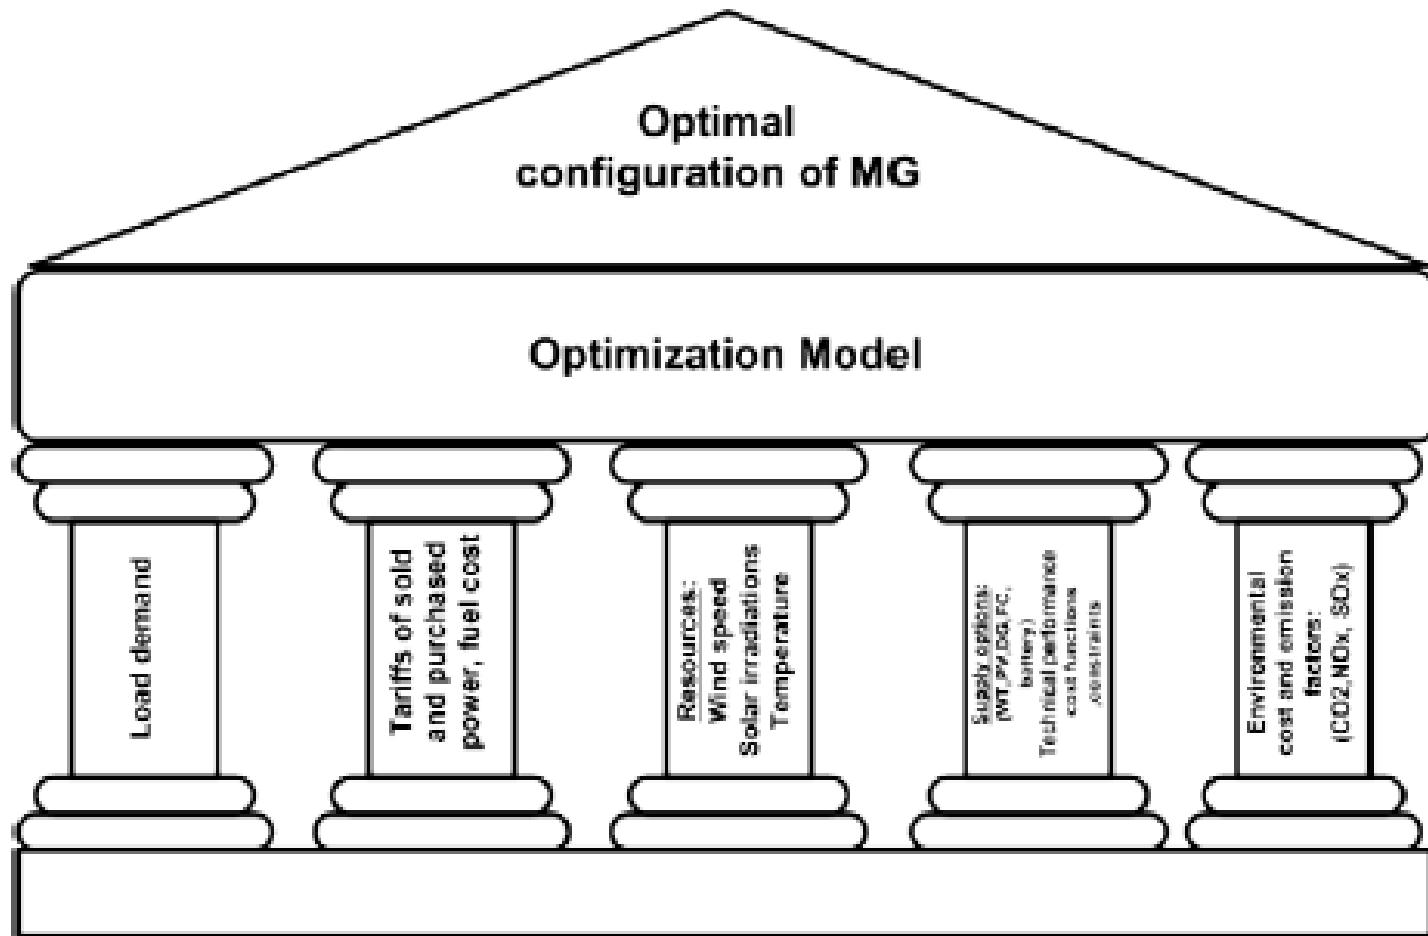 Optimal
configuration of MG
Optimization Model
Load demand
Tariffs of sold
and purchased
power, fuel cost
Resources:
Wind speed
Solar irradiations
Temperature
Supply options:
(WT, PV, DG, FC,
battery)
Technical performance
cost functions
,constraints
Environmental
cost and emission
factors:
(CO2,NOx, SOx)